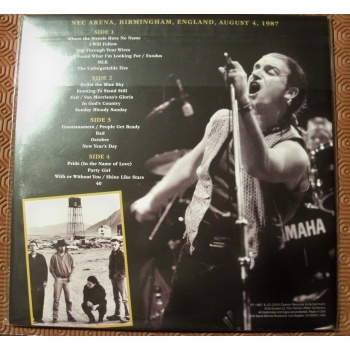 NEC ARENA, BIRMINGHAM, ENGLAND, AUGUST 4, 1987
SIDE 1
Where the Streets Have No Name
I Will Follow
Trip Through Your Wires
I Still Found What I'm Looking For / Exodus
MLK
The Unforgettable Fire
SIDE 2
Bullet the Blue Sky
Running To Stand Still
Exit / Van Morrison's Gloria
In God's Country
Sunday Bloody Sunday
SIDE 3
Guantanamera / People Get Ready
Bad
October
New Year's Day
SIDE 4
Pride (In the Name of Love)
Party Girl
With or Without You / Shine Like Stars
40
YAMAHA